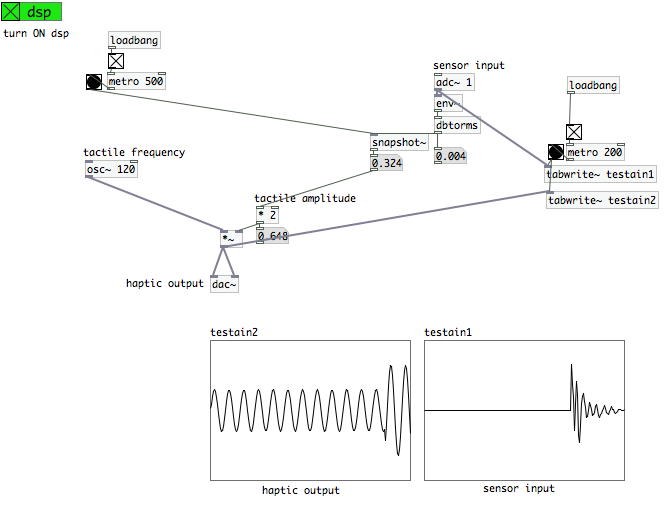 dsp
turn ON dsp
loadbang
metro 500
sensor input
adc~ 1
env~
dbtorms
0.004
loadbang
metro 200
tabwrite~ testain1
tabwrite~ testain2
snapshot~
0.324
tactile frequency
osc~ 120
tactile amplitude
* 2
0.648
*~
haptic output
dac~
testain2
testain1
haptic output
sensor input